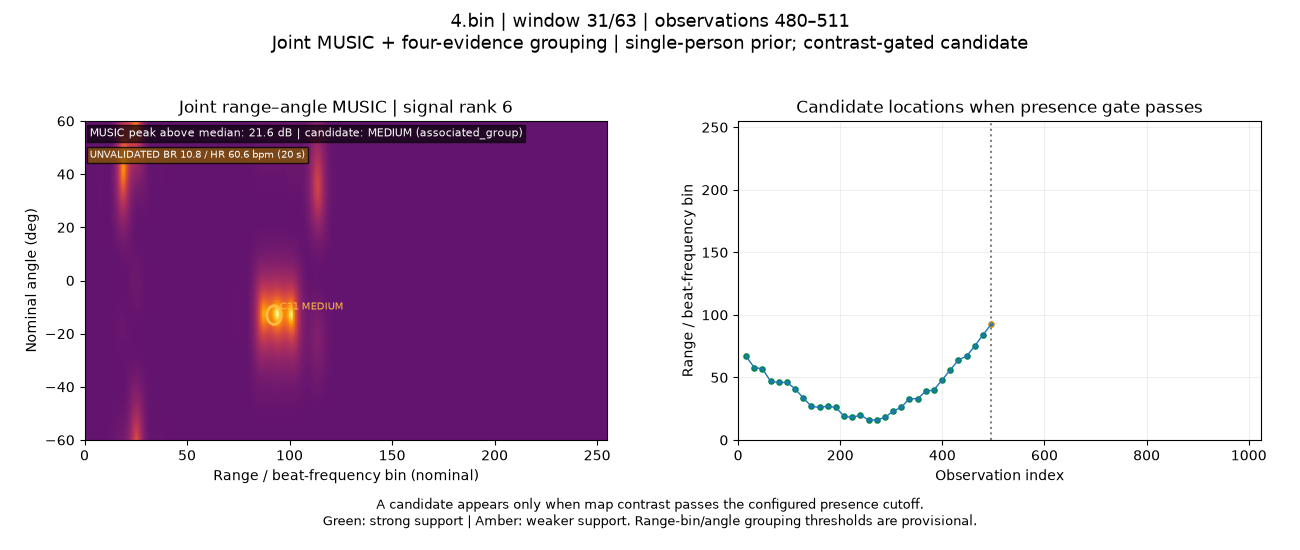 4.bin | window 31/63 | observations 480–511
Joint MUSIC + four-evidence grouping | single-person prior; contrast-gated candidate
Joint range–angle MUSIC | signal rank 6
MUSIC peak above median: 21.6 dB | candidate: MEDIUM (associated_group)
UNVALIDATED BR 10.8 / HR 60.6 bpm (20 s)
MEDIUM
60
40
20
0
−20
−40
−60
Nominal angle (deg)
0
50
100
150
200
250
Range / beat-frequency bin (nominal)
Candidate locations when presence gate passes
250
200
150
100
50
0
Range / beat-frequency bin
0
200
400
600
800
1000
Observation index
A candidate appears only when map contrast passes the configured presence cutoff.
Green: strong support | Amber: weaker support. Range-bin/angle grouping thresholds are provisional.